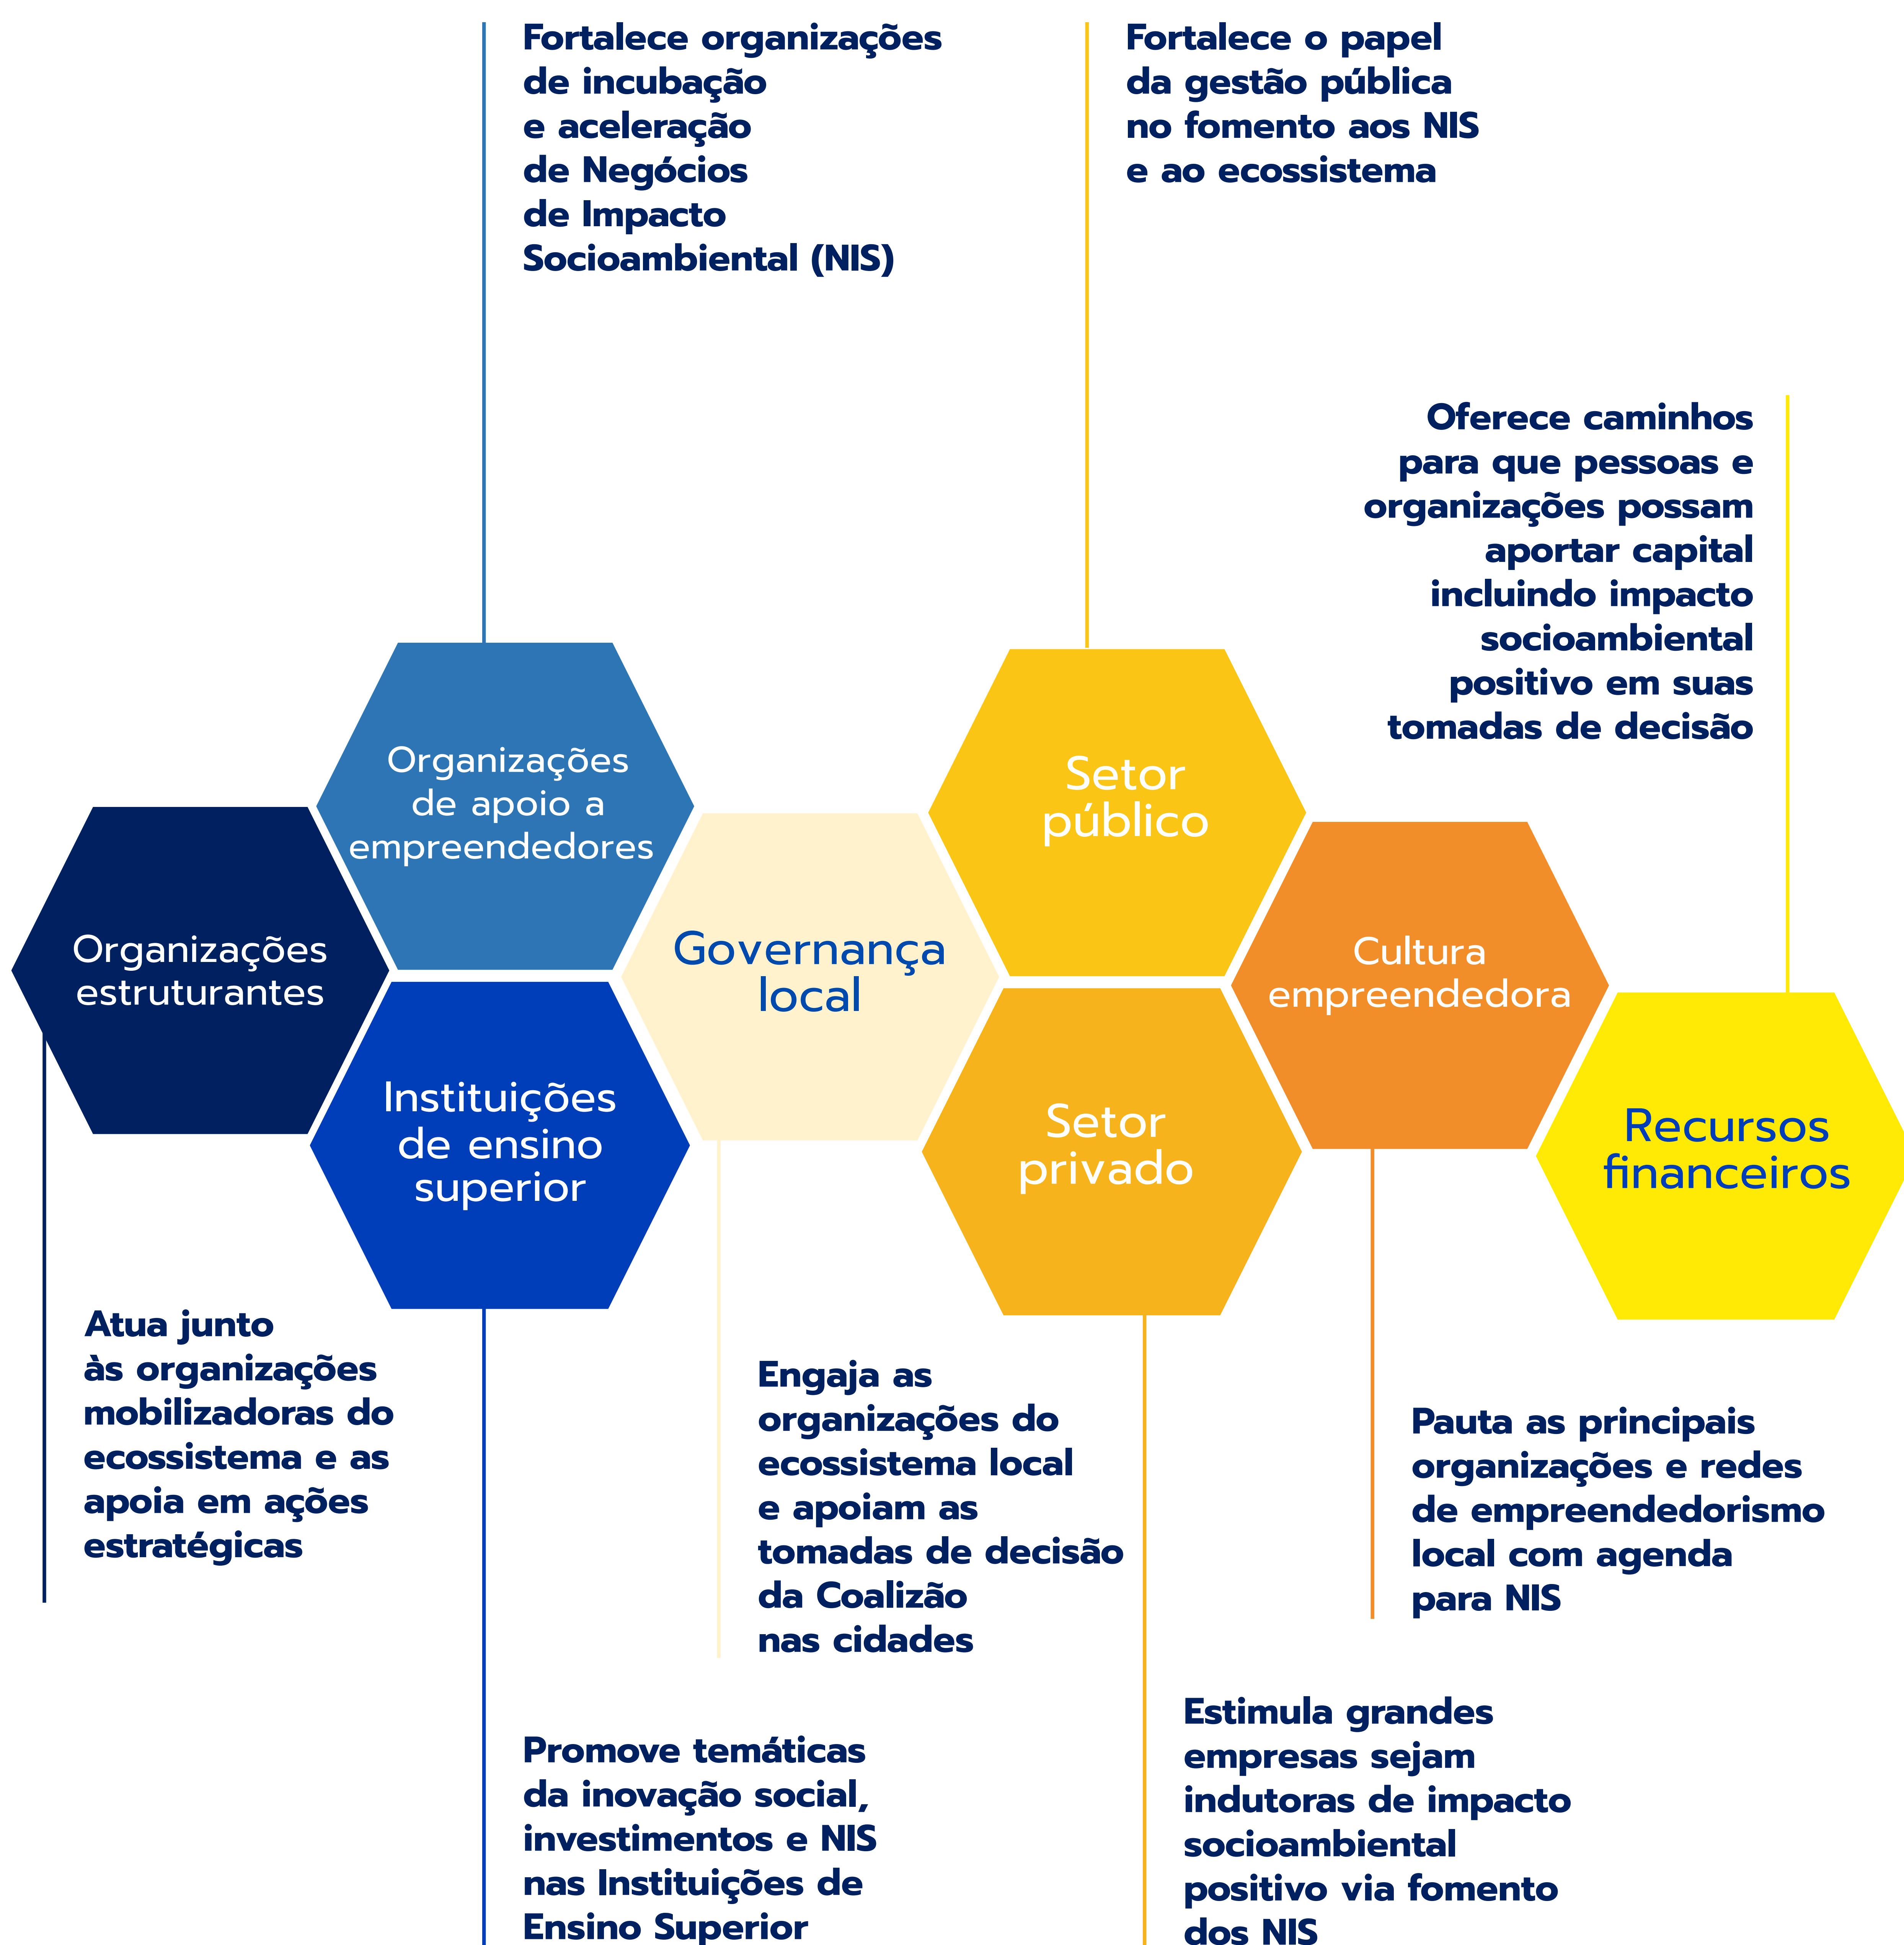 Fortalece organizações
de incubação
e aceleração
de Negócios
de Impacto
Socioambiental (NIS)
Fortalece o papel
da gestão pública
no fomento aos NIS
e ao ecossistema
Oferece caminhos
para que pessoas e
organizações possam
aportar capital
incluindo impacto
socioambiental
positivo em suas
tomadas de decisão
Organizações
estruturantes
Organizações
de apoio a
empreendedores
Instituições
de ensino
superior
Governança
local
Setor
público
Setor
privado
Cultura
empreendedora
Recursos
financeiros
Atua junto
às organizações
mobilizadoras do
ecossistema e as
apoia em ações
estratégicas
Engaja as
organizações do
ecossistema local
e apoiam as
tomadas de decisão
da Coalizão
nas cidades
Pauta as principais
organizações e redes
de empreendedorismo
local com agenda
para NIS
Promove temáticas
da inovação social,
investimentos e NIS
nas Instituições de
Ensino Superior
Estimula grandes
empresas sejam
indutoras de impacto
socioambiental
positivo via fomento
dos NIS